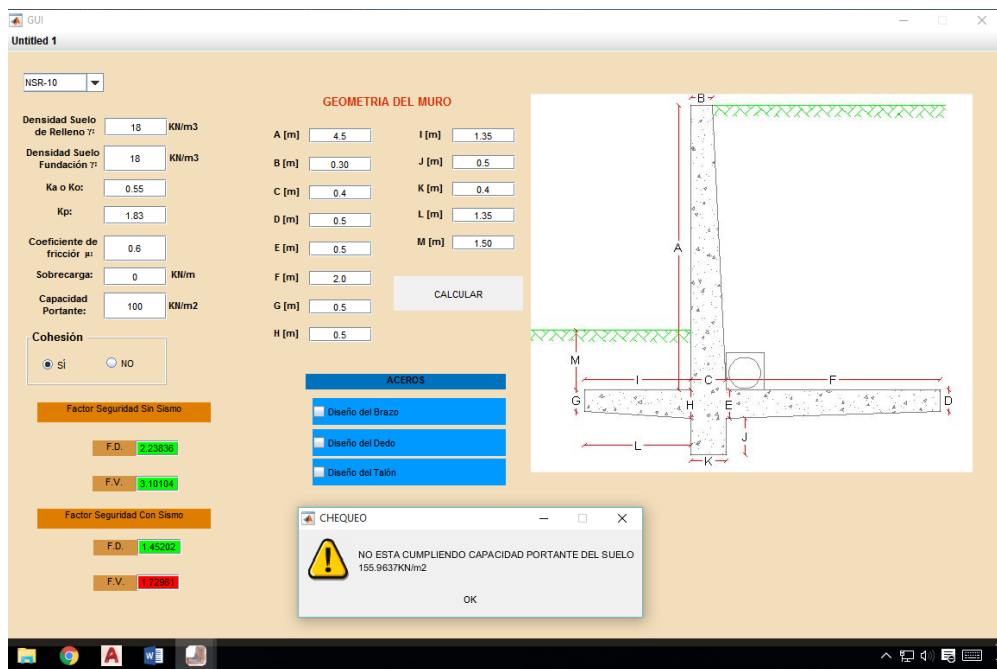 GUI
Untitled 1
NSR-10
Densidad Suelo
de Relleno γ:
18
KN/m3
Densidad Suelo
Fundación γ:
18
KN/m3
Ka o Ko:
0.55
Kp:
1.83
Coeficiente de
fricción µ:
0.6
Sobrecarga:
0
KN/m
Capacidad
Portante:
100
KN/m2
Cohesión
SI
NO
Factor Seguridad Sin Sismo
F.D.
2.23836
F.V.
3.10104
Factor Seguridad Con Sismo
F.D.
1.45202
F.V.
1.72961
GEOMETRIA DEL MURO
A [m]
4.5
I [m]
1.35
B [m]
0.30
J [m]
0.5
C [m]
0.4
K [m]
0.4
D [m]
0.5
L [m]
1.35
E [m]
0.5
M [m]
1.50
F [m]
2.0
G [m]
0.5
H [m]
0.5
CALCULAR
ACEROS
Diseño del Brazo
Diseño del Dedo
Diseño del Talón
B
A
M
I
C
F
G
H
E
D
J
L
K
CHEQUEO
NO ESTA CUMPLIENDO CAPACIDAD PORTANTE DEL SUELO
155.9637KN/m2
OK